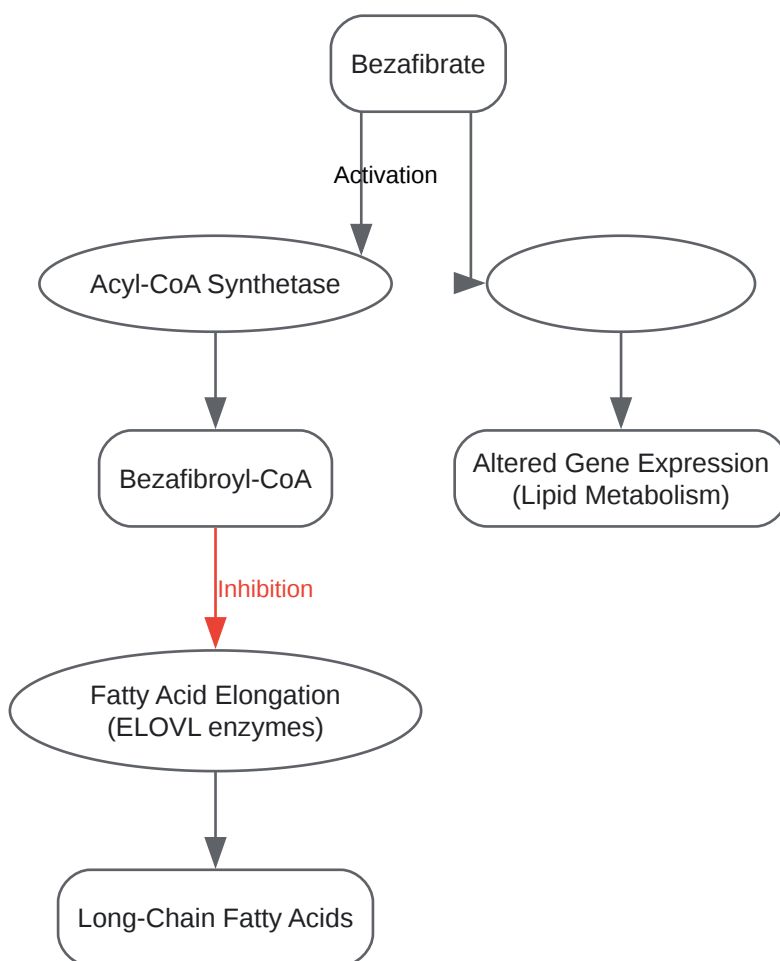 Bezafibrate
Activation
Acyl-CoA Synthetase
Bezafibroyl-CoA
Altered Gene Expression
(Lipid Metabolism)
Inhibition
Fatty Acid Elongation
(ELOVL enzymes)
Long-Chain Fatty Acids